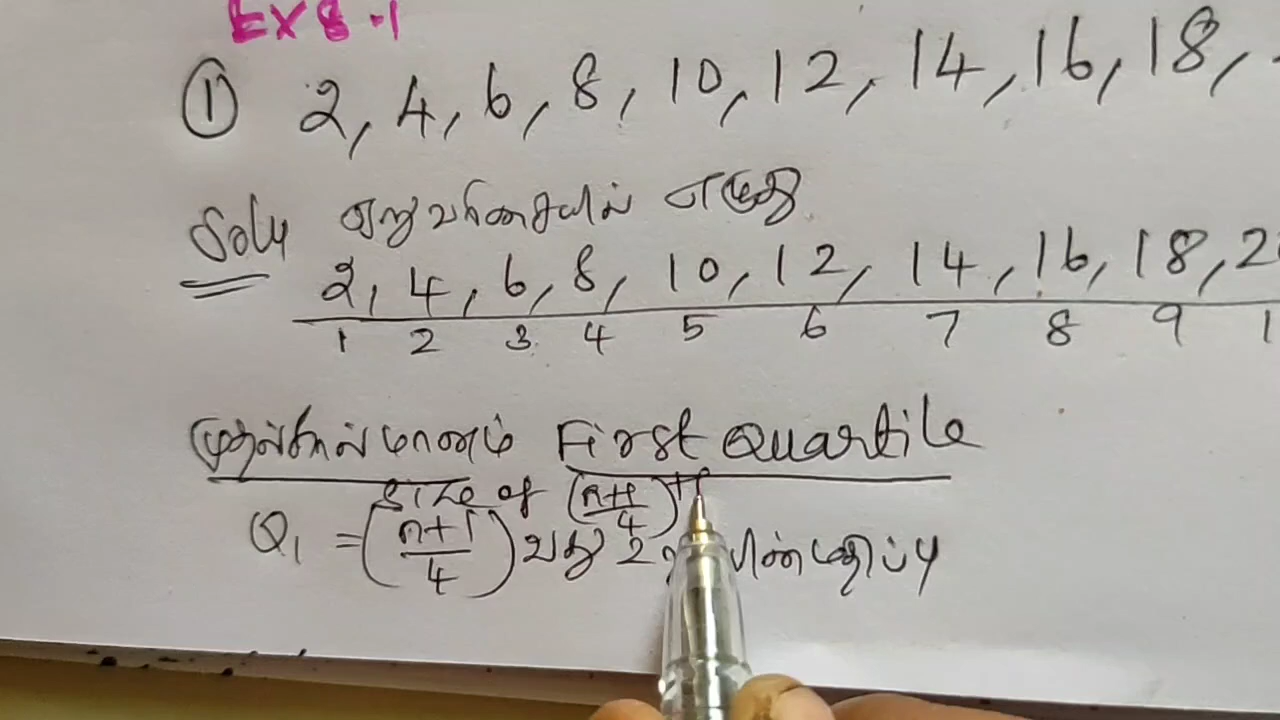 EX 8.1
① 2, 4, 6, 8, 10, 12, 14, 16, 18,
Soln ஏறுவரிசையில் எழுது
2, 4, 6, 8, 10, 12, 14, 16, 18, 2
1 2 3 4 5 6 7 8 9 1
முதல்கால்மானம் First Quartile
size of (n+1/4)th
Q₁ = (n+1/4) வது மதிப்பு